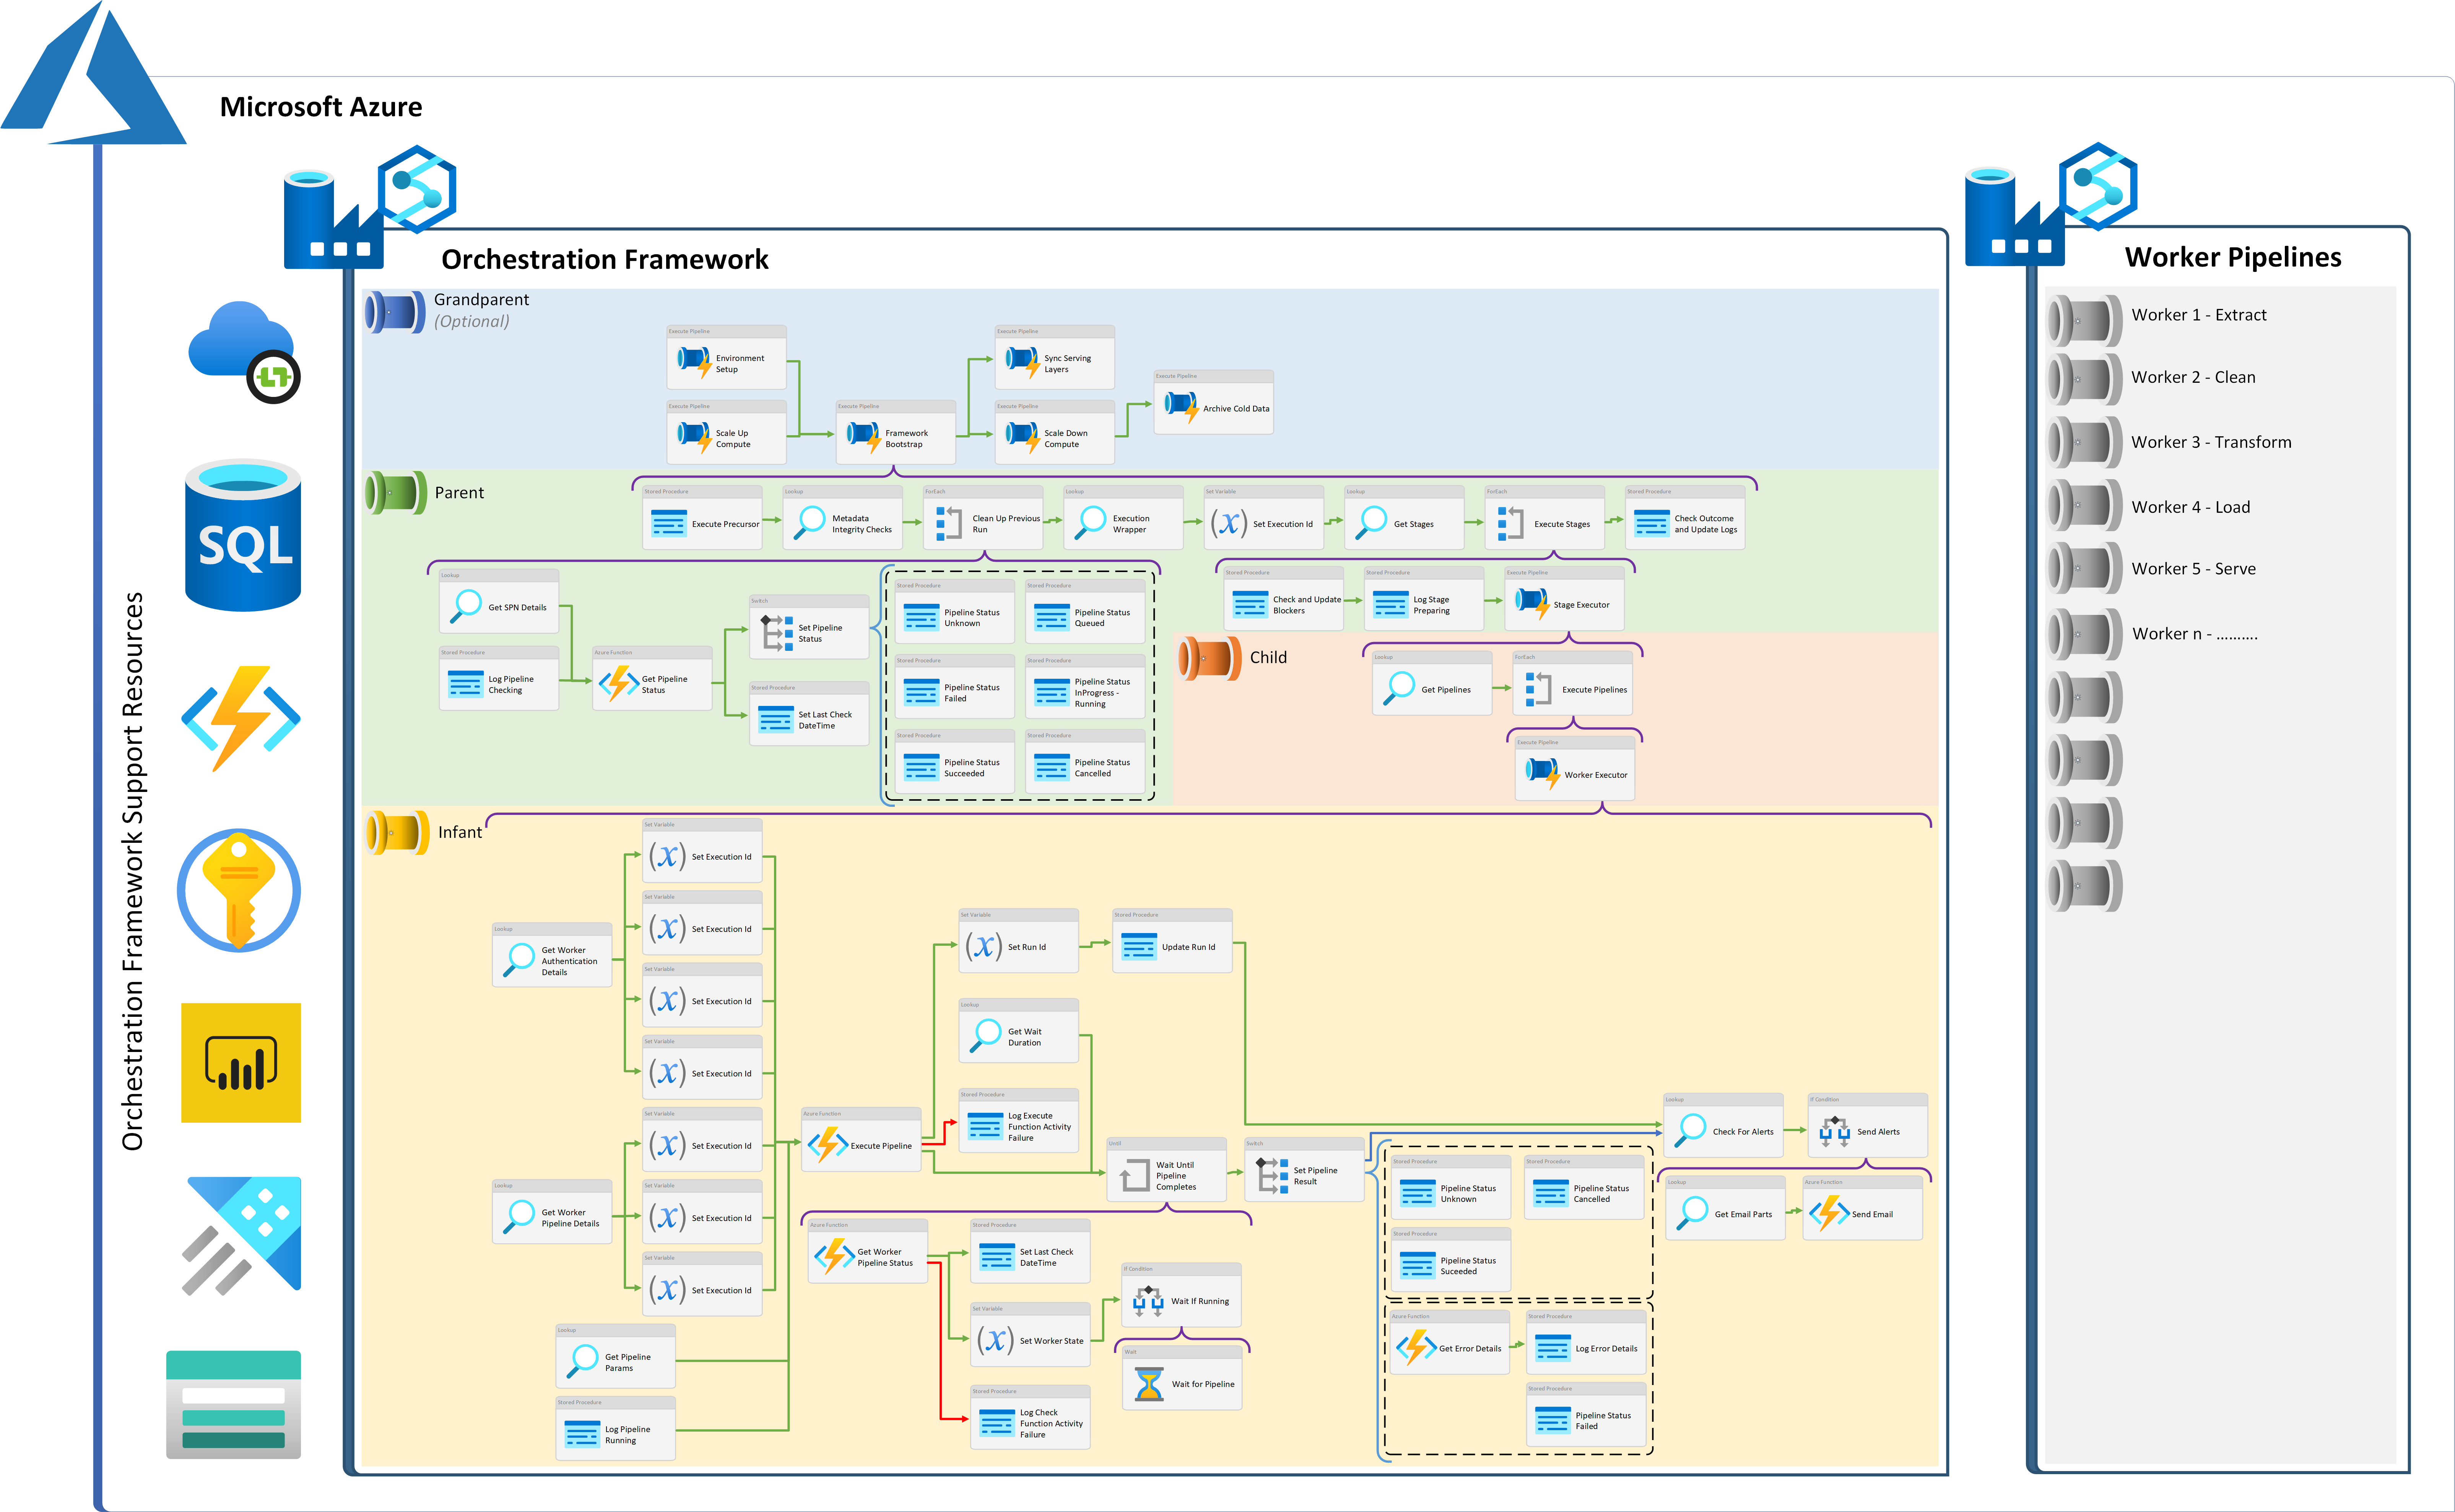 Microsoft Azure
Orchestration Framework Support Resources
SQL
Orchestration Framework
Grandparent
(Optional)
Execute Pipeline
Environment
Setup
Execute Pipeline
Scale Up
Compute
Execute Pipeline
Framework
Bootstrap
Execute Pipeline
Sync Serving
Layers
Execute Pipeline
Scale Down
Compute
Execute Pipeline
Archive Cold Data
Parent
Stored Procedure
Execute Precursor
Lookup
Metadata
Integrity Checks
ForEach
Clean Up Previous
Run
Lookup
Execution
Wrapper
Set Variable
(x)
Set Execution Id
Lookup
Get Stages
ForEach
Execute Stages
Stored Procedure
Check Outcome
and Update Logs
Lookup
Get SPN Details
Stored Procedure
Log Pipeline
Checking
Azure Function
Get Pipeline
Status
Switch
Set Pipeline
Status
Stored Procedure
Set Last Check
DateTime
Stored Procedure
Pipeline Status
Unknown
Stored Procedure
Pipeline Status
Queued
Stored Procedure
Pipeline Status
Failed
Stored Procedure
Pipeline Status
InProgress -
Running
Stored Procedure
Pipeline Status
Succeeded
Stored Procedure
Pipeline Status
Cancelled
Stored Procedure
Check and Update
Blockers
Stored Procedure
Log Stage
Preparing
Execute Pipeline
Stage Executor
Child
Lookup
Get Pipelines
ForEach
Execute Pipelines
Execute Pipeline
Worker Executor
Infant
Lookup
Get Worker
Authentication
Details
Set Variable
(x)
Set Execution Id
Set Variable
(x)
Set Execution Id
Set Variable
(x)
Set Execution Id
Set Variable
(x)
Set Execution Id
Lookup
Get Worker
Pipeline Details
Set Variable
(x)
Set Execution Id
Set Variable
(x)
Set Execution Id
Set Variable
(x)
Set Execution Id
Lookup
Get Pipeline
Params
Stored Procedure
Log Pipeline
Running
Azure Function
Execute Pipeline
Set Variable
(x)
Set Run Id
Stored Procedure
Update Run Id
Lookup
Get Wait
Duration
Stored Procedure
Log Execute
Function Activity
Failure
Until
Wait Until
Pipeline
Completes
Switch
Set Pipeline
Result
Azure Function
Get Worker
Pipeline Status
Stored Procedure
Set Last Check
DateTime
Set Variable
(x)
Set Worker State
Stored Procedure
Log Check
Function Activity
Failure
If Condition
Wait If Running
Wait
Wait for Pipeline
Stored Procedure
Pipeline Status
Unknown
Stored Procedure
Pipeline Status
Cancelled
Stored Procedure
Pipeline Status
Suceeded
Azure Function
Get Error Details
Stored Procedure
Log Error Details
Stored Procedure
Pipeline Status
Failed
Lookup
Check For Alerts
If Condition
Send Alerts
Lookup
Get Email Parts
Azure Function
Send Email
Worker Pipelines
Worker 1 - Extract
Worker 2 - Clean
Worker 3 - Transform
Worker 4 - Load
Worker 5 - Serve
Worker n - ..........